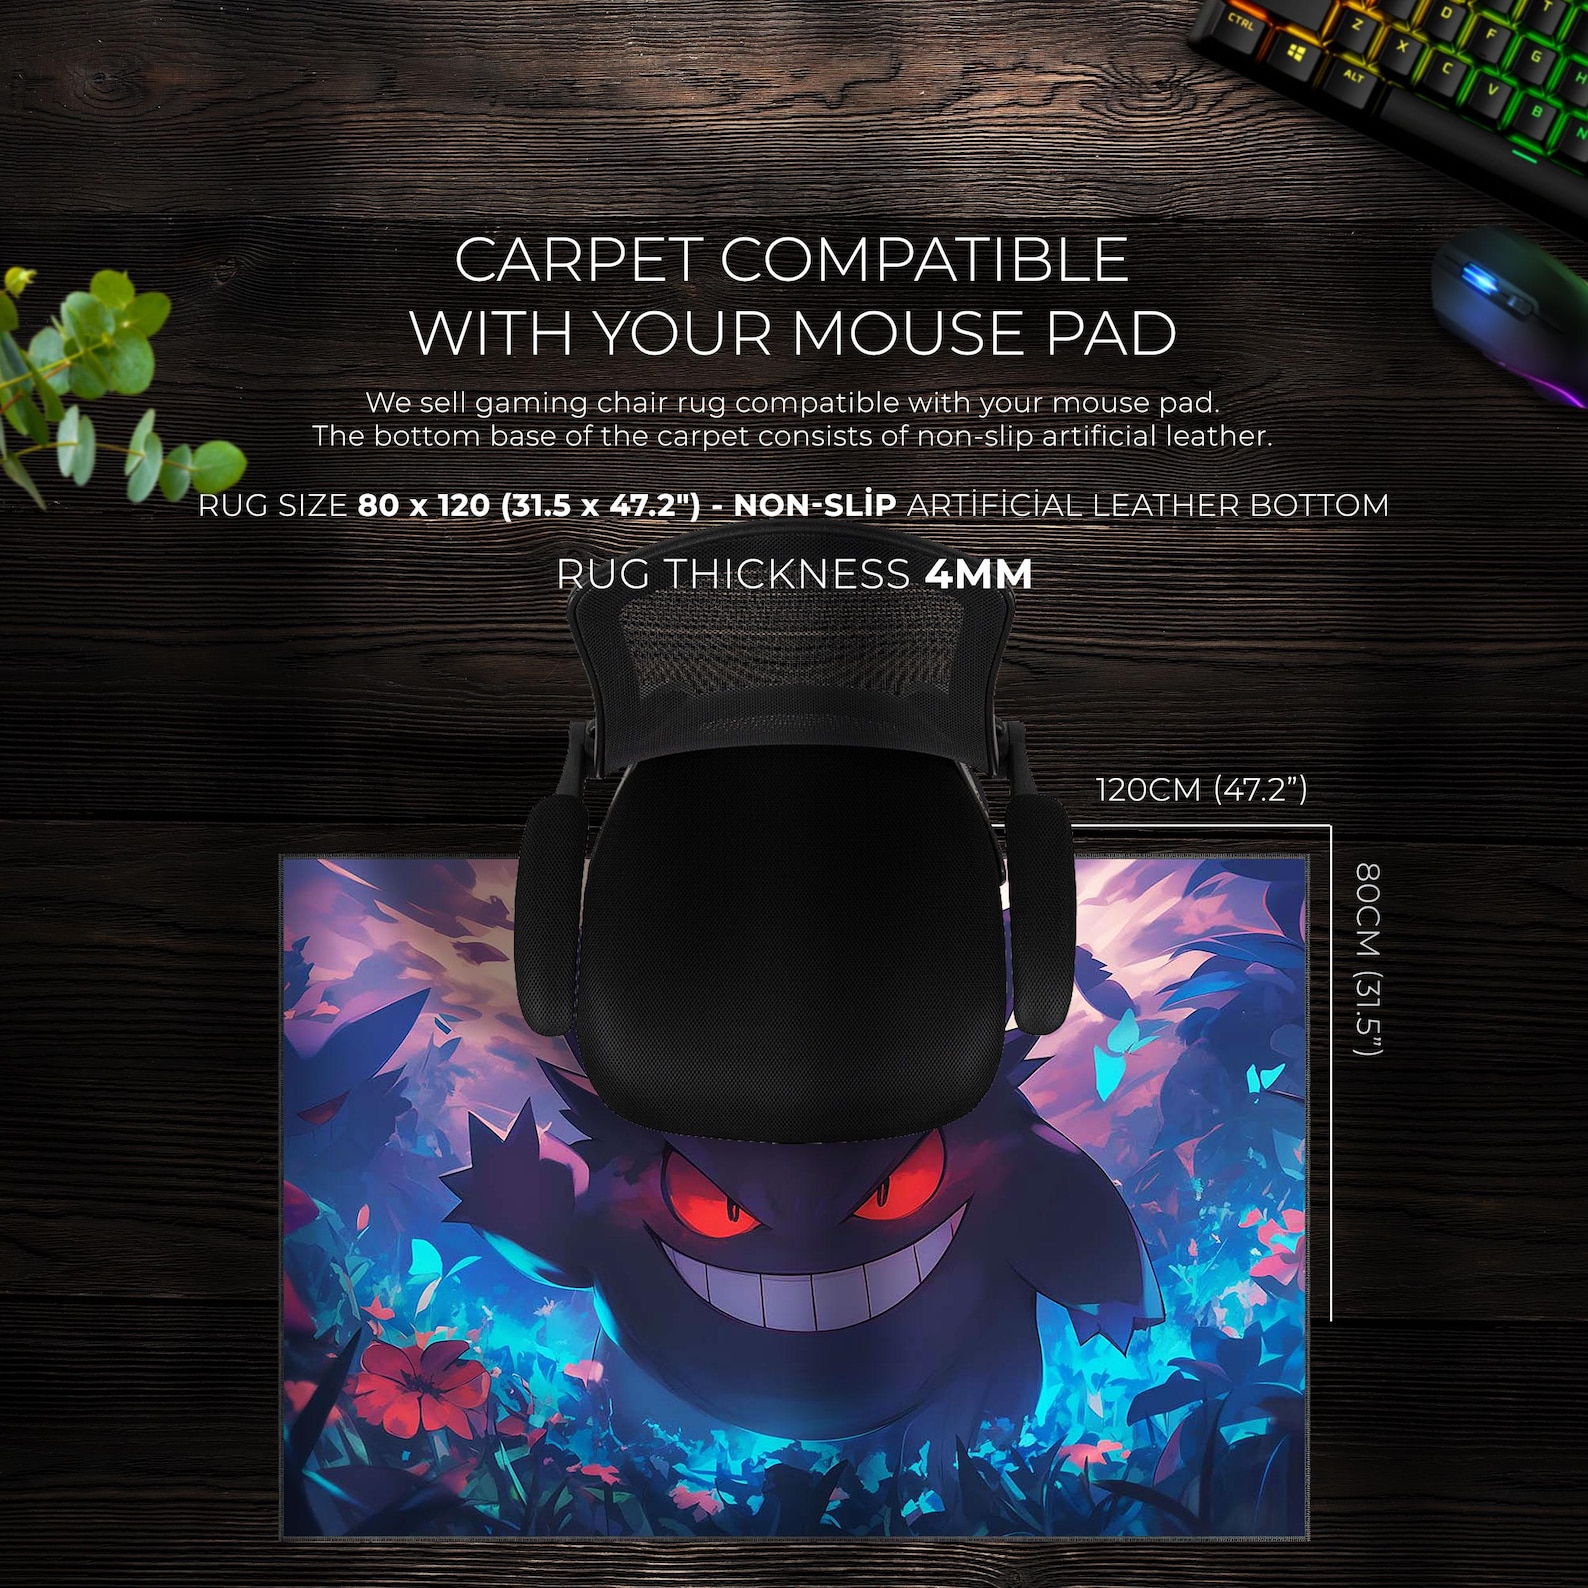 CARPET COMPATIBLE
WITH YOUR MOUSE PAD
We sell gaming chair rug compatible with your mouse pad.
The bottom base of the carpet consists of non-slip artificial leather.
RUG SIZE 80 x 120 (31.5 x 47.2") - NON-SLİP ARTİFİCİAL LEATHER BOTTOM
RUG THICKNESS 4MM
120CM (47.2”)
80CM (31.5”)
CTRL
ALT
Z
X
C
V
B
N
D
F
G
H
T